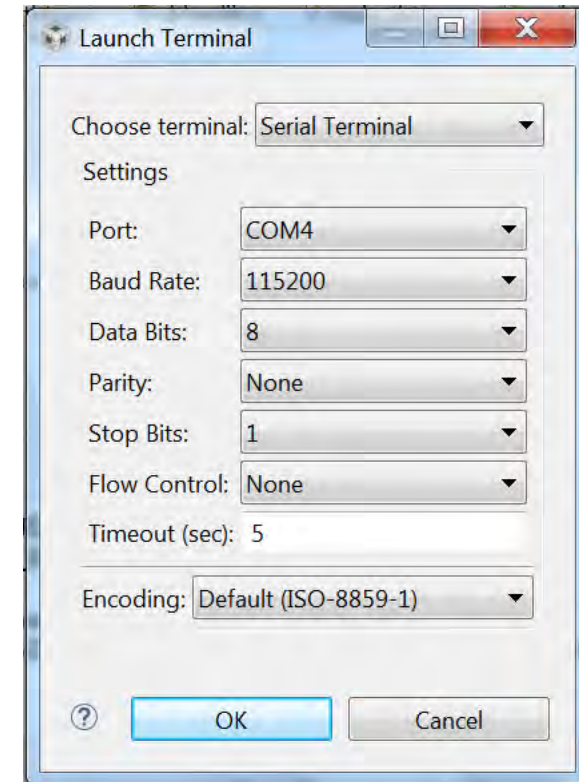 Launch Terminal
Choose terminal: Serial Terminal
Settings
Port: COM4
Baud Rate: 115200
Data Bits: 8
Parity: None
Stop Bits: 1
Flow Control: None
Timeout (sec): 5
Encoding: Default (ISO-8859-1)
? OK Cancel